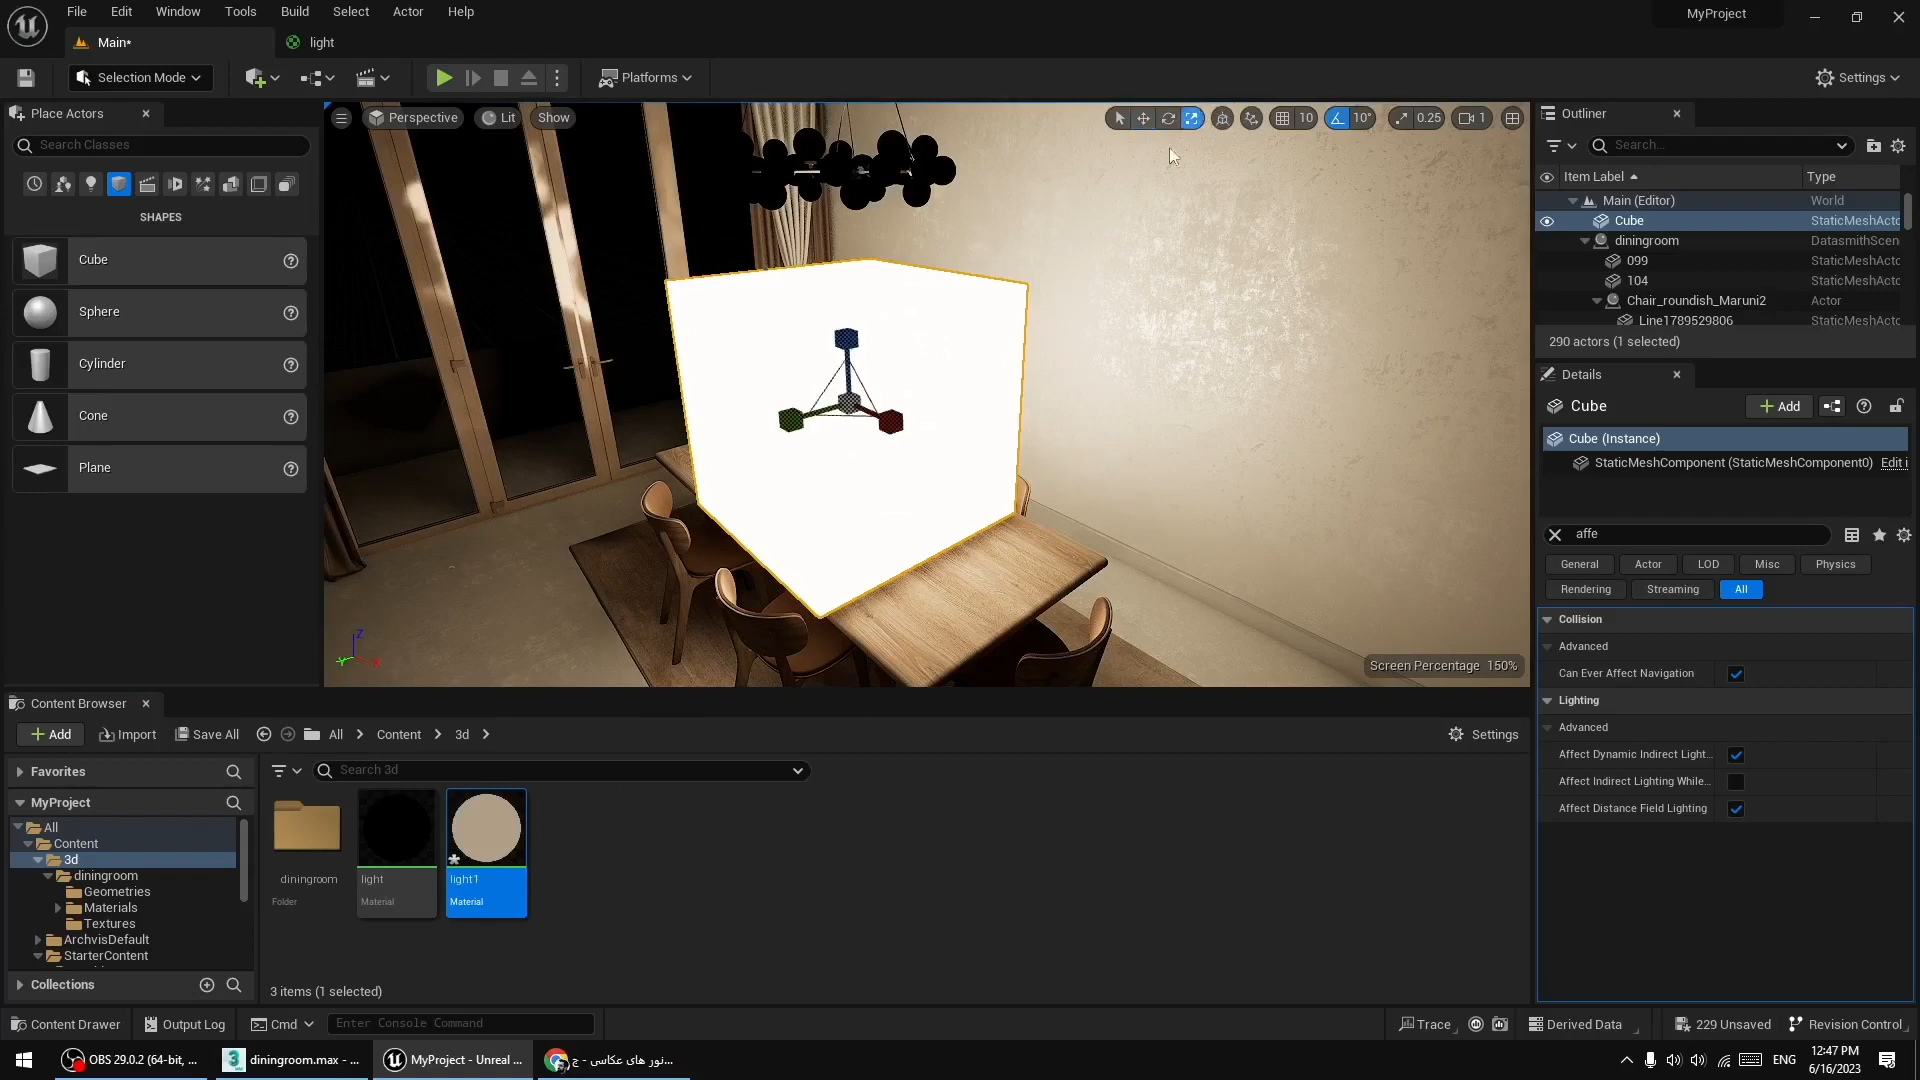 File Edit Window Tools Build Select Actor Help
MyProject
Main*
light
Selection Mode
Platforms
Settings
Place Actors
Search Classes
SHAPES
Cube
Sphere
Cylinder
Cone
Plane
Perspective
Lit
Show
10
10°
0.25
1
Screen Percentage 150%
Outliner
Search...
Item Label
Type
Main (Editor) World
Cube StaticMeshActo
diningroom DatasmithScen
099 StaticMeshActo
104 StaticMeshActo
Chair_roundish_Maruni2 Actor
Line1789529806 StaticMeshActo
290 actors (1 selected)
Details
Cube
Add
Cube (Instance)
StaticMeshComponent (StaticMeshComponent0) Edit i
affe
General Actor LOD Misc Physics
Rendering Streaming All
Collision
Advanced
Can Ever Affect Navigation
Lighting
Advanced
Affect Dynamic Indirect Light...
Affect Indirect Lighting While...
Affect Distance Field Lighting
Content Browser
Add Import Save All All Content 3d
Settings
Favorites
MyProject
All
Content
3d
diningroom
Geometries
Materials
Textures
ArchvisDefault
StarterContent
Collections
Search 3d
diningroom
Folder
light
Material
light1
Material
3 items (1 selected)
Content Drawer Output Log Cmd Enter Console Command
Trace Derived Data 229 Unsaved Revision Control
OBS 29.0.2 (64-bit, ...
diningroom.max - ...
MyProject - Unreal ...
نور های عکاسی - ج...
ENG
12:47 PM
6/16/2023
X
Y
Z